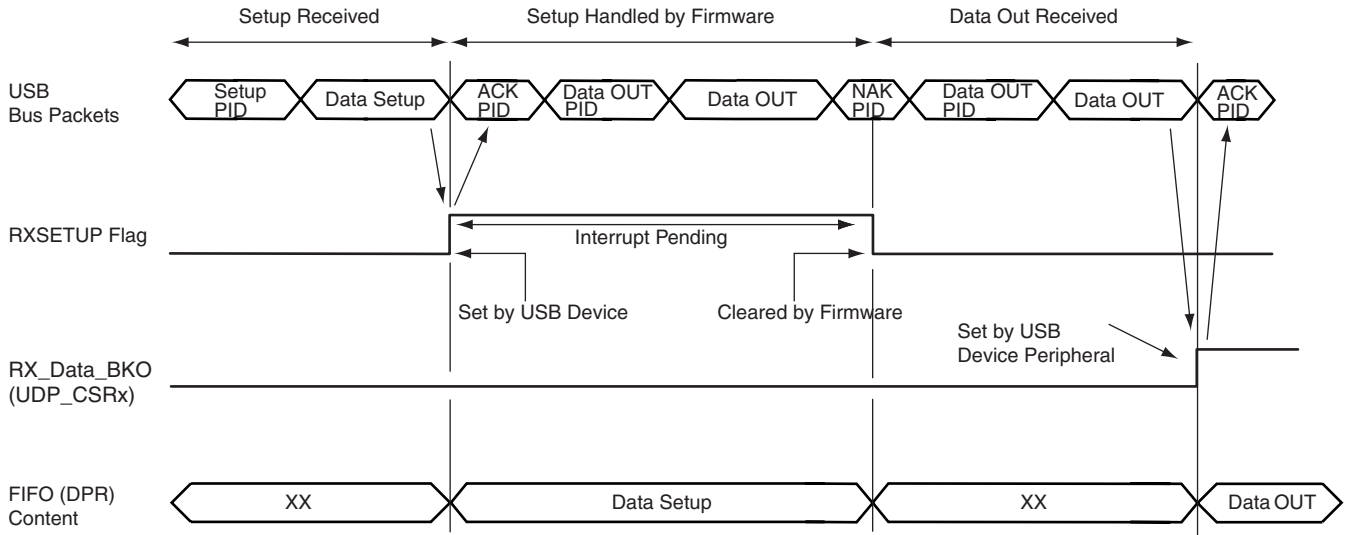 Setup Received
Setup Handled by Firmware
Data Out Received
USB
Bus Packets
Setup
PID
Data Setup
ACK
PID
Data OUT
PID
Data OUT
NAK
PID
Data OUT
PID
Data OUT
ACK
PID
RXSETUP Flag
Interrupt Pending
Set by USB Device
Cleared by Firmware
Set by USB
Device Peripheral
RX_Data_BKO
(UDP_CSRx)
FIFO (DPR)
Content
XX
Data Setup
XX
Data OUT